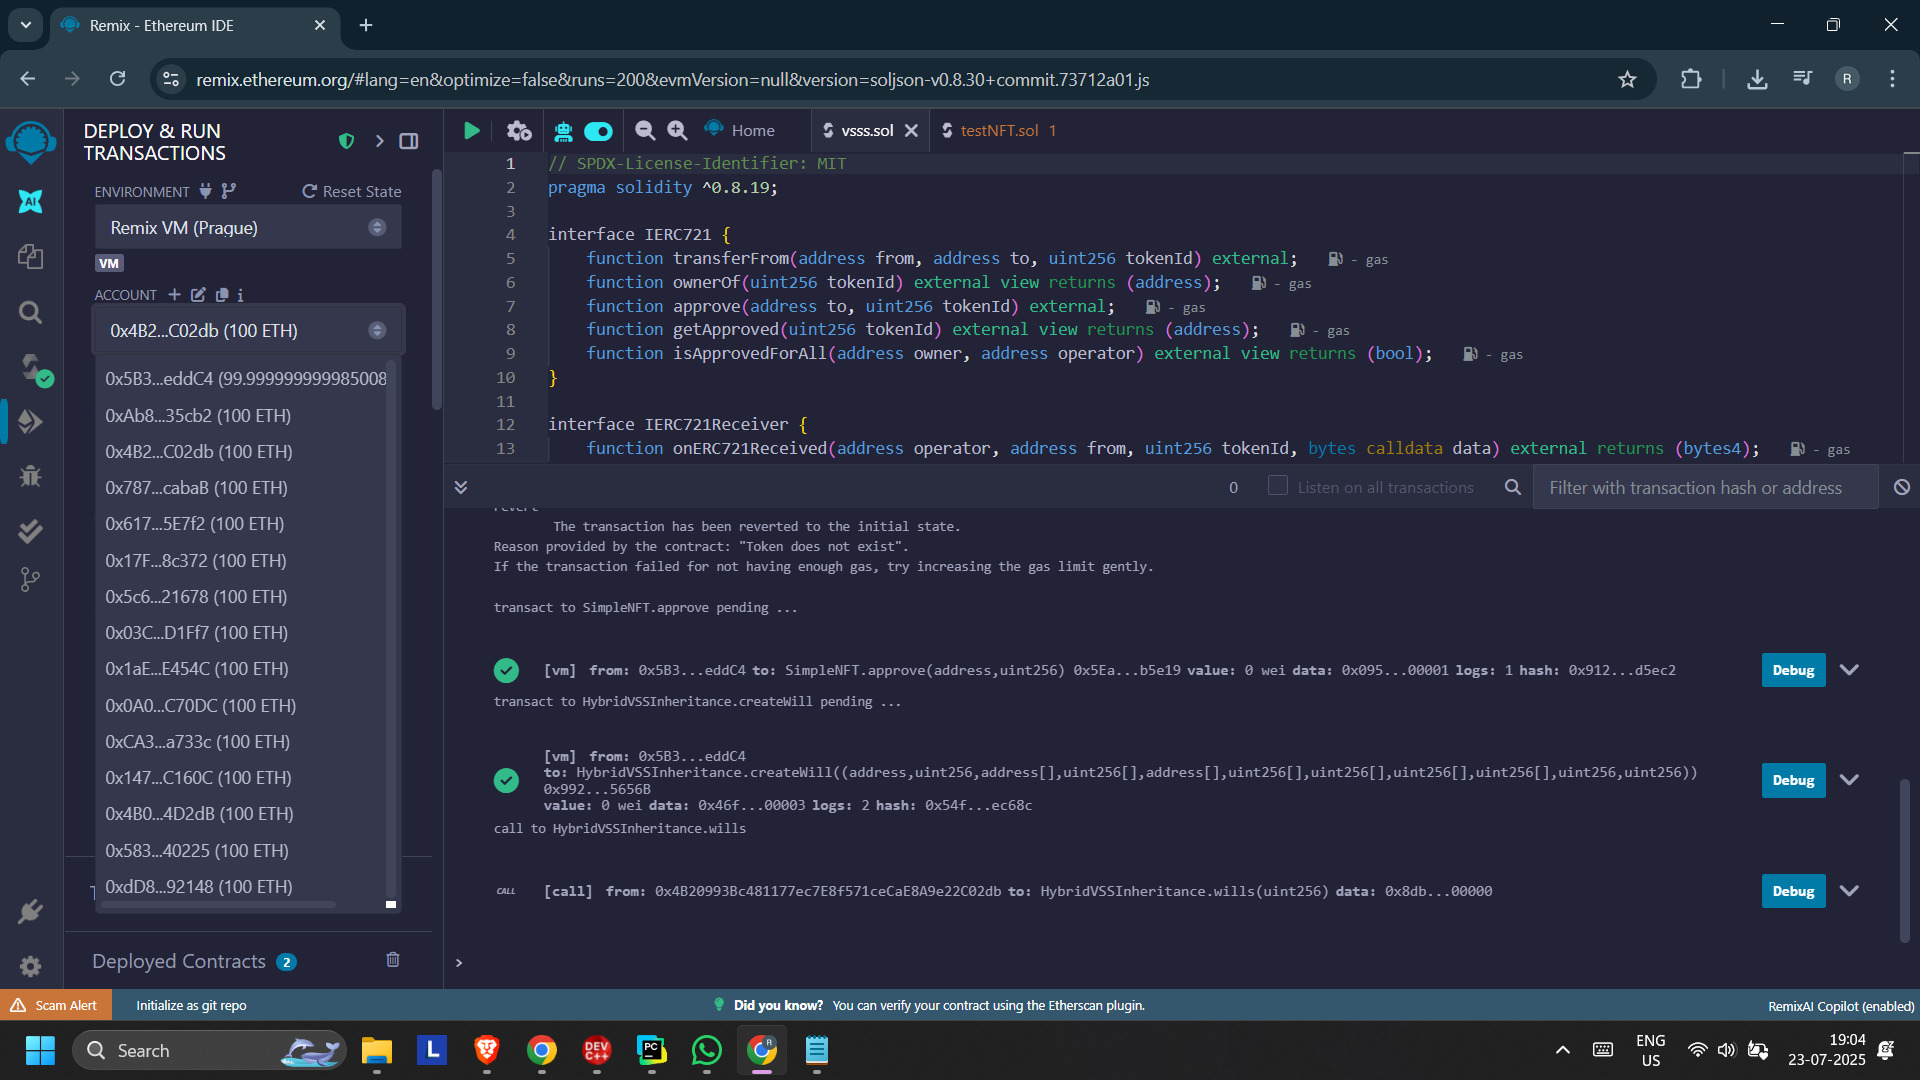 Remix - Ethereum IDE
remix.ethereum.org/#lang=en&optimize=false&runs=200&evmVersion=null&version=soljson-v0.8.30+commit.73712a01.js
R
DEPLOY & RUN
TRANSACTIONS
ENVIRONMENT
Reset State
Remix VM (Prague)
VM
ACCOUNT
0x4B2...C02db (100 ETH)
0x5B3...eddC4 (99.999999999985008
0xAb8...35cb2 (100 ETH)
0x4B2...C02db (100 ETH)
0x787...cabaB (100 ETH)
0x617...5E7f2 (100 ETH)
0x17F...8c372 (100 ETH)
0x5c6...21678 (100 ETH)
0x03C...D1Ff7 (100 ETH)
0x1aE...E454C (100 ETH)
0x0A0...C70DC (100 ETH)
0xCA3...a733c (100 ETH)
0x147...C160C (100 ETH)
0x4B0...4D2dB (100 ETH)
0x583...40225 (100 ETH)
0xdD8...92148 (100 ETH)
Deployed Contracts 2
AI
Home
vsss.sol
testNFT.sol 1
1 // SPDX-License-Identifier: MIT
2 pragma solidity ^0.8.19;
3
4 interface IERC721 {
5 function transferFrom(address from, address to, uint256 tokenId) external; - gas
6 function ownerOf(uint256 tokenId) external view returns (address); - gas
7 function approve(address to, uint256 tokenId) external; - gas
8 function getApproved(uint256 tokenId) external view returns (address); - gas
9 function isApprovedForAll(address owner, address operator) external view returns (bool); - gas
10 }
11
12 interface IERC721Receiver {
13 function onERC721Received(address operator, address from, uint256 tokenId, bytes calldata data) external returns (bytes4); - gas
0
Listen on all transactions
Filter with transaction hash or address
revert
The transaction has been reverted to the initial state.
Reason provided by the contract: "Token does not exist".
If the transaction failed for not having enough gas, try increasing the gas limit gently.
transact to SimpleNFT.approve pending ...
[vm] from: 0x5B3...eddC4 to: SimpleNFT.approve(address,uint256) 0x5Ea...b5e19 value: 0 wei data: 0x095...00001 logs: 1 hash: 0x912...d5ec2
Debug
transact to HybridVSSInheritance.createWill pending ...
[vm] from: 0x5B3...eddC4
to: HybridVSSInheritance.createWill((address,uint256,address[],uint256[],address[],uint256[],uint256[],uint256[],uint256[],uint256,uint256))
0x992...5656B
value: 0 wei data: 0x46f...00003 logs: 2 hash: 0x54f...ec68c
Debug
call to HybridVSSInheritance.wills
CALL
[call] from: 0x4B20993Bc481177ec7E8f571ceCaE8A9e22C02db to: HybridVSSInheritance.wills(uint256) data: 0x8db...00000
Debug
>
Scam Alert
Initialize as git repo
Did you know? You can verify your contract using the Etherscan plugin.
RemixAI Copilot (enabled)
Search
L
DEV
C++
PC
R
ENG
US
19:04
23-07-2025